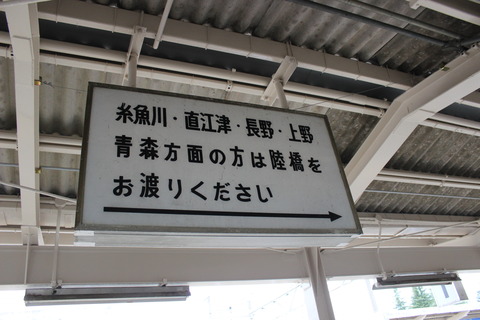 糸魚川・直江津・長野・上野
青森方面の方は陸橋を
お渡りください